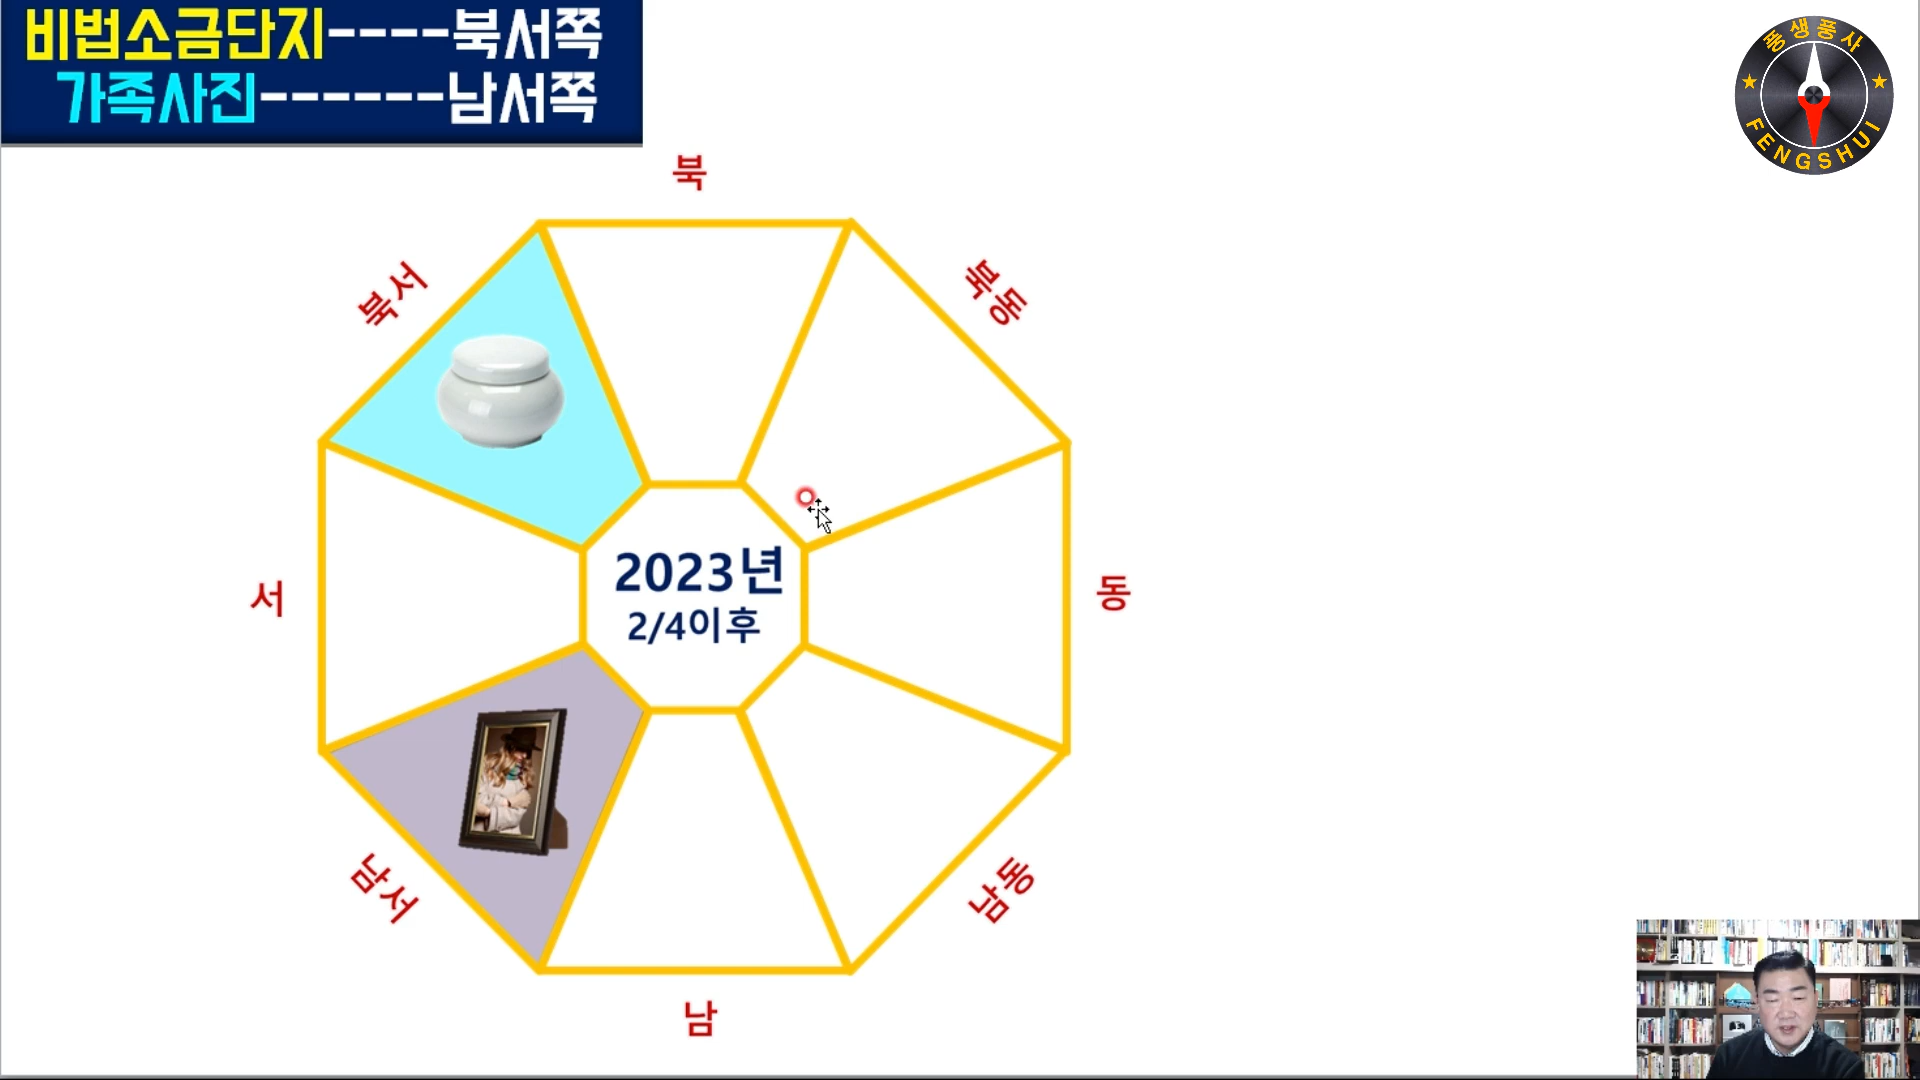 비법소금단지----북서쪽
가족사진------남서쪽
풍생풍사
FENGSHUI
북
북서
북동
2023년
2/4이후
서
동
남서
남동
남